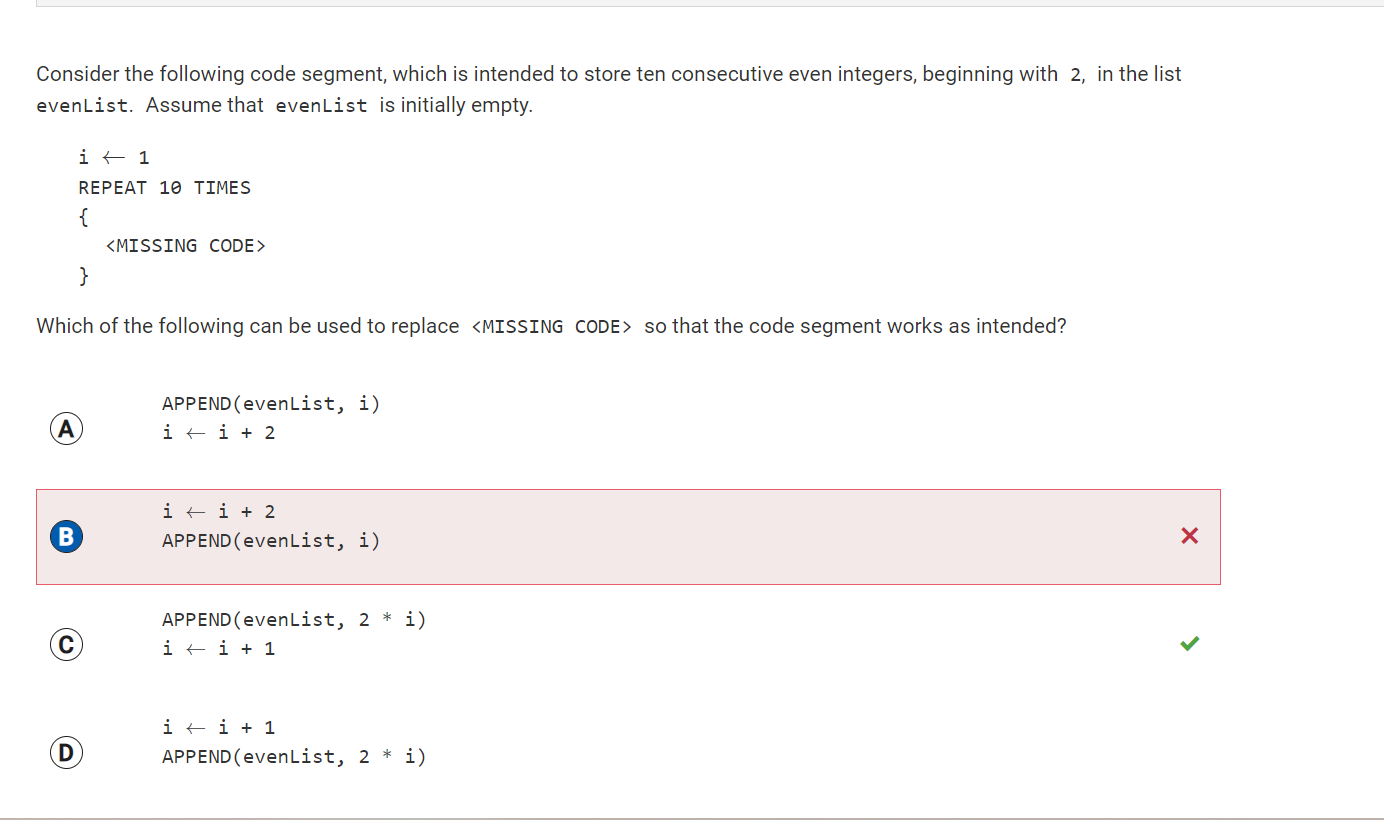 Consider the following code segment, which is intended to store ten consecutive even integers, beginning with 2, in the list
evenList. Assume that evenList is initially empty.
i ← 1
REPEAT 10 TIMES
{
<MISSING CODE>
}
Which of the following can be used to replace <MISSING CODE> so that the code segment works as intended?
A
APPEND(evenList, i)
i ← i + 2
B
i ← i + 2
APPEND(evenList, i)
C
APPEND(evenList, 2 * i)
i ← i + 1
D
i ← i + 1
APPEND(evenList, 2 * i)